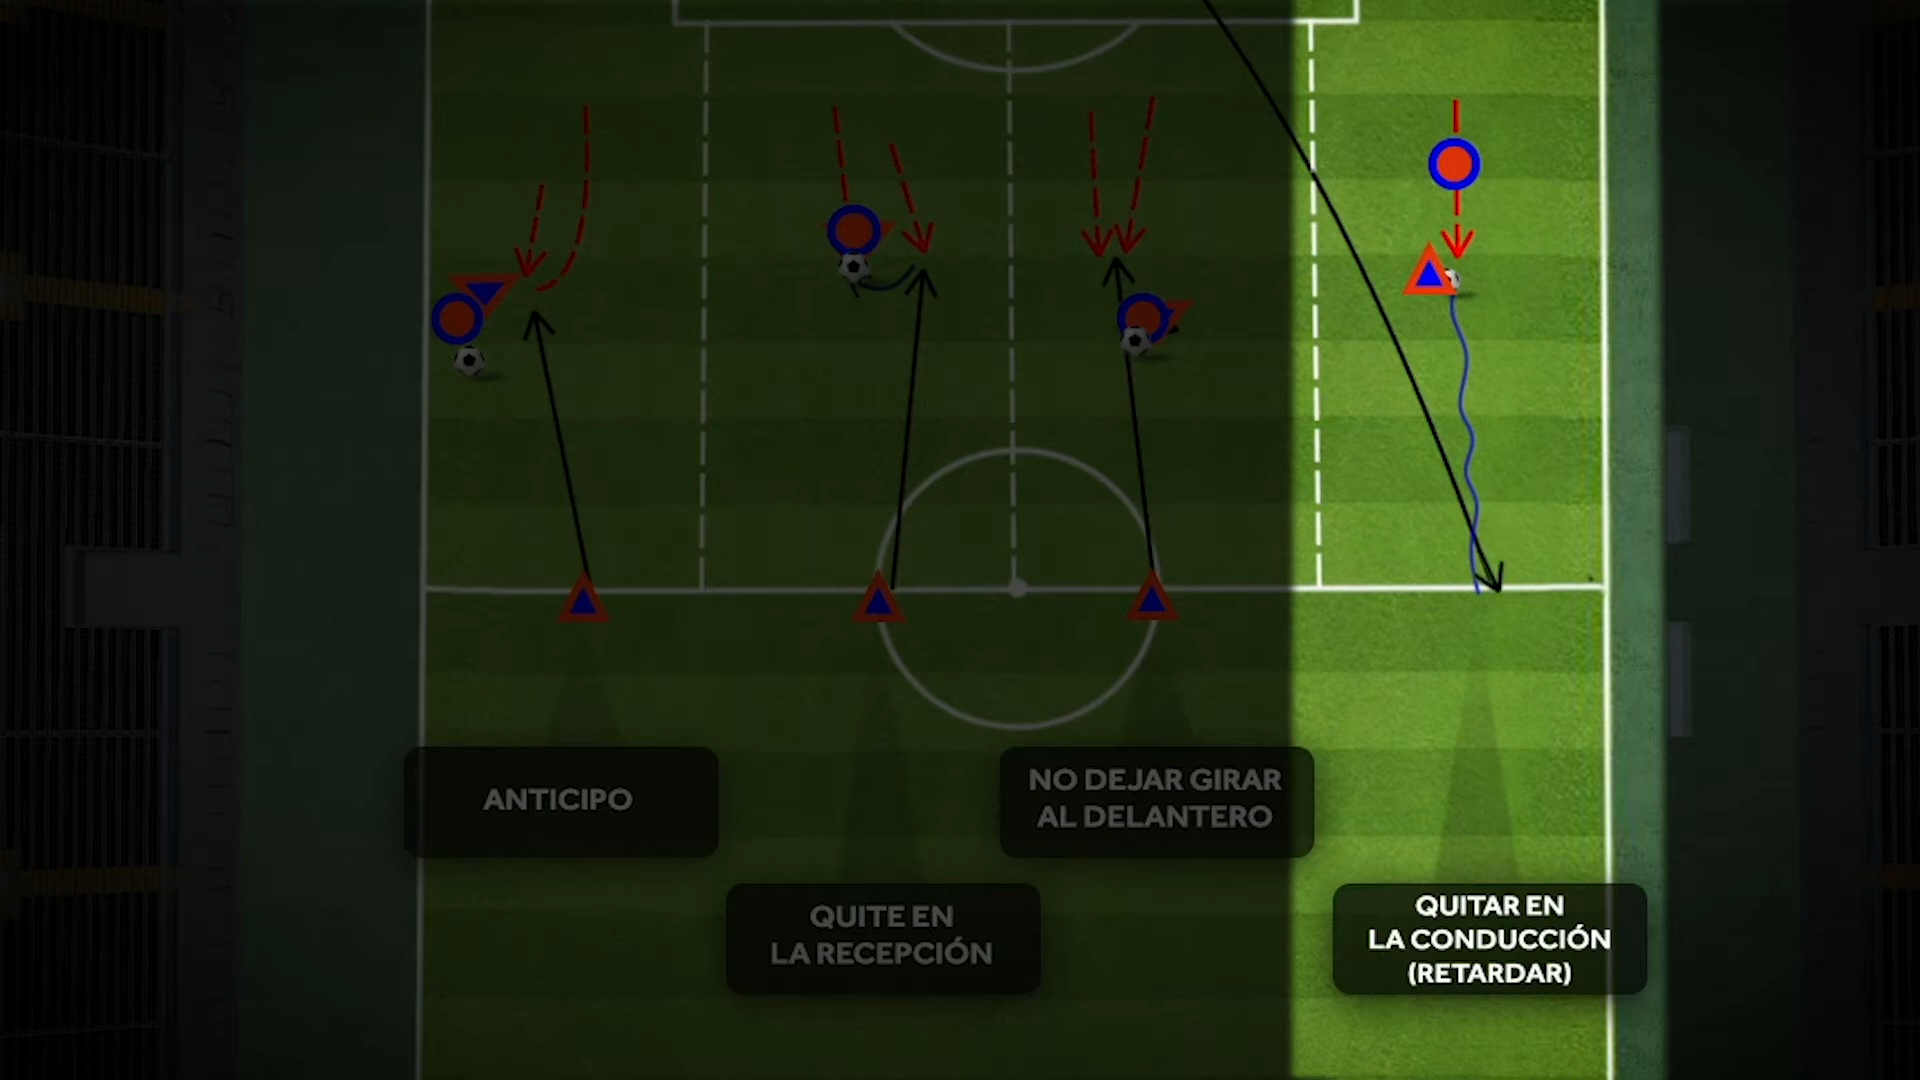 ANTICIPO
QUITE EN
LA RECEPCIÓN
NO DEJAR GIRAR
AL DELANTERO
QUITAR EN
LA CONDUCCIÓN
(RETARDAR)